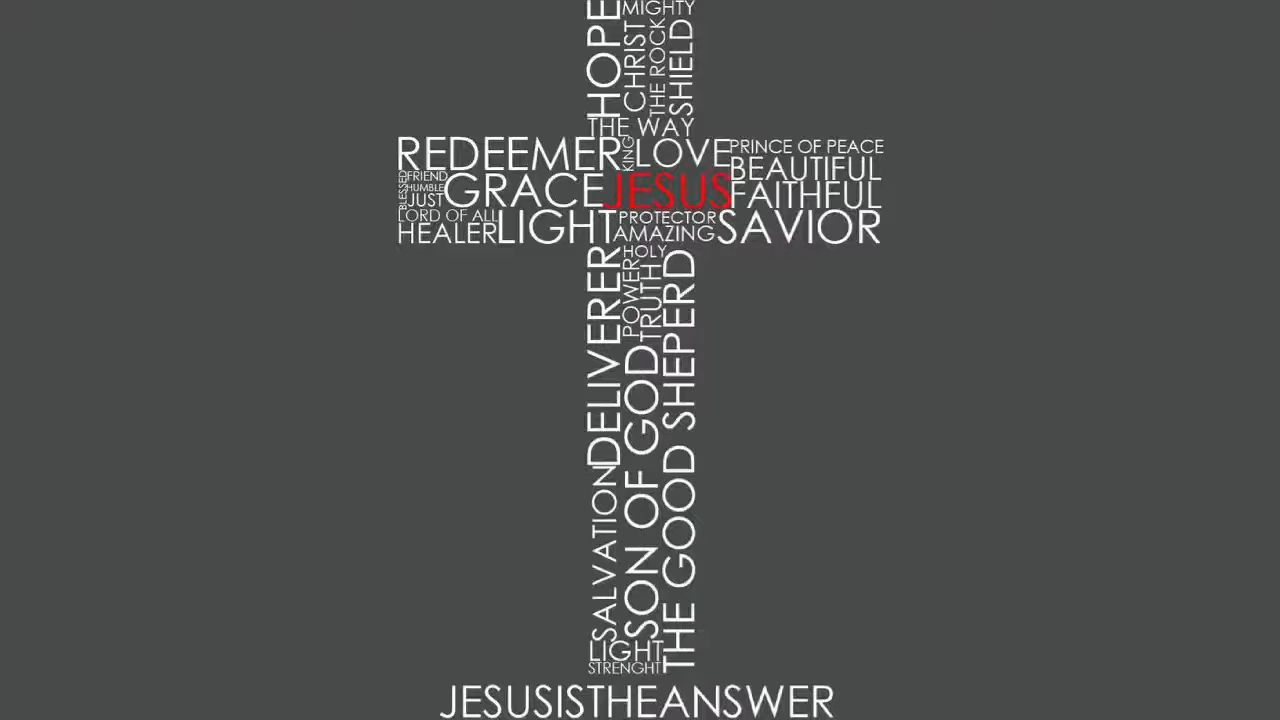 HOPE
MIGHTY
CHRIST
THE ROCK
SHIELD
THE WAY
REDEEMER
KING
LOVE
PRINCE OF PEACE
BEAUTIFUL
BLESSED
FRIEND
HUMBLE
JUST
GRACE
JESUS
FAITHFUL
LORD OF ALL
HEALER
LIGHT
PROTECTOR
AMAZING
SAVIOR
HOLY
DELIVERER
POWER
TRUTH
SON OF GOD
THE GOOD SHEPERD
SALVATION
LIGHT
STRENGHT
JESUSISTHEANSWER